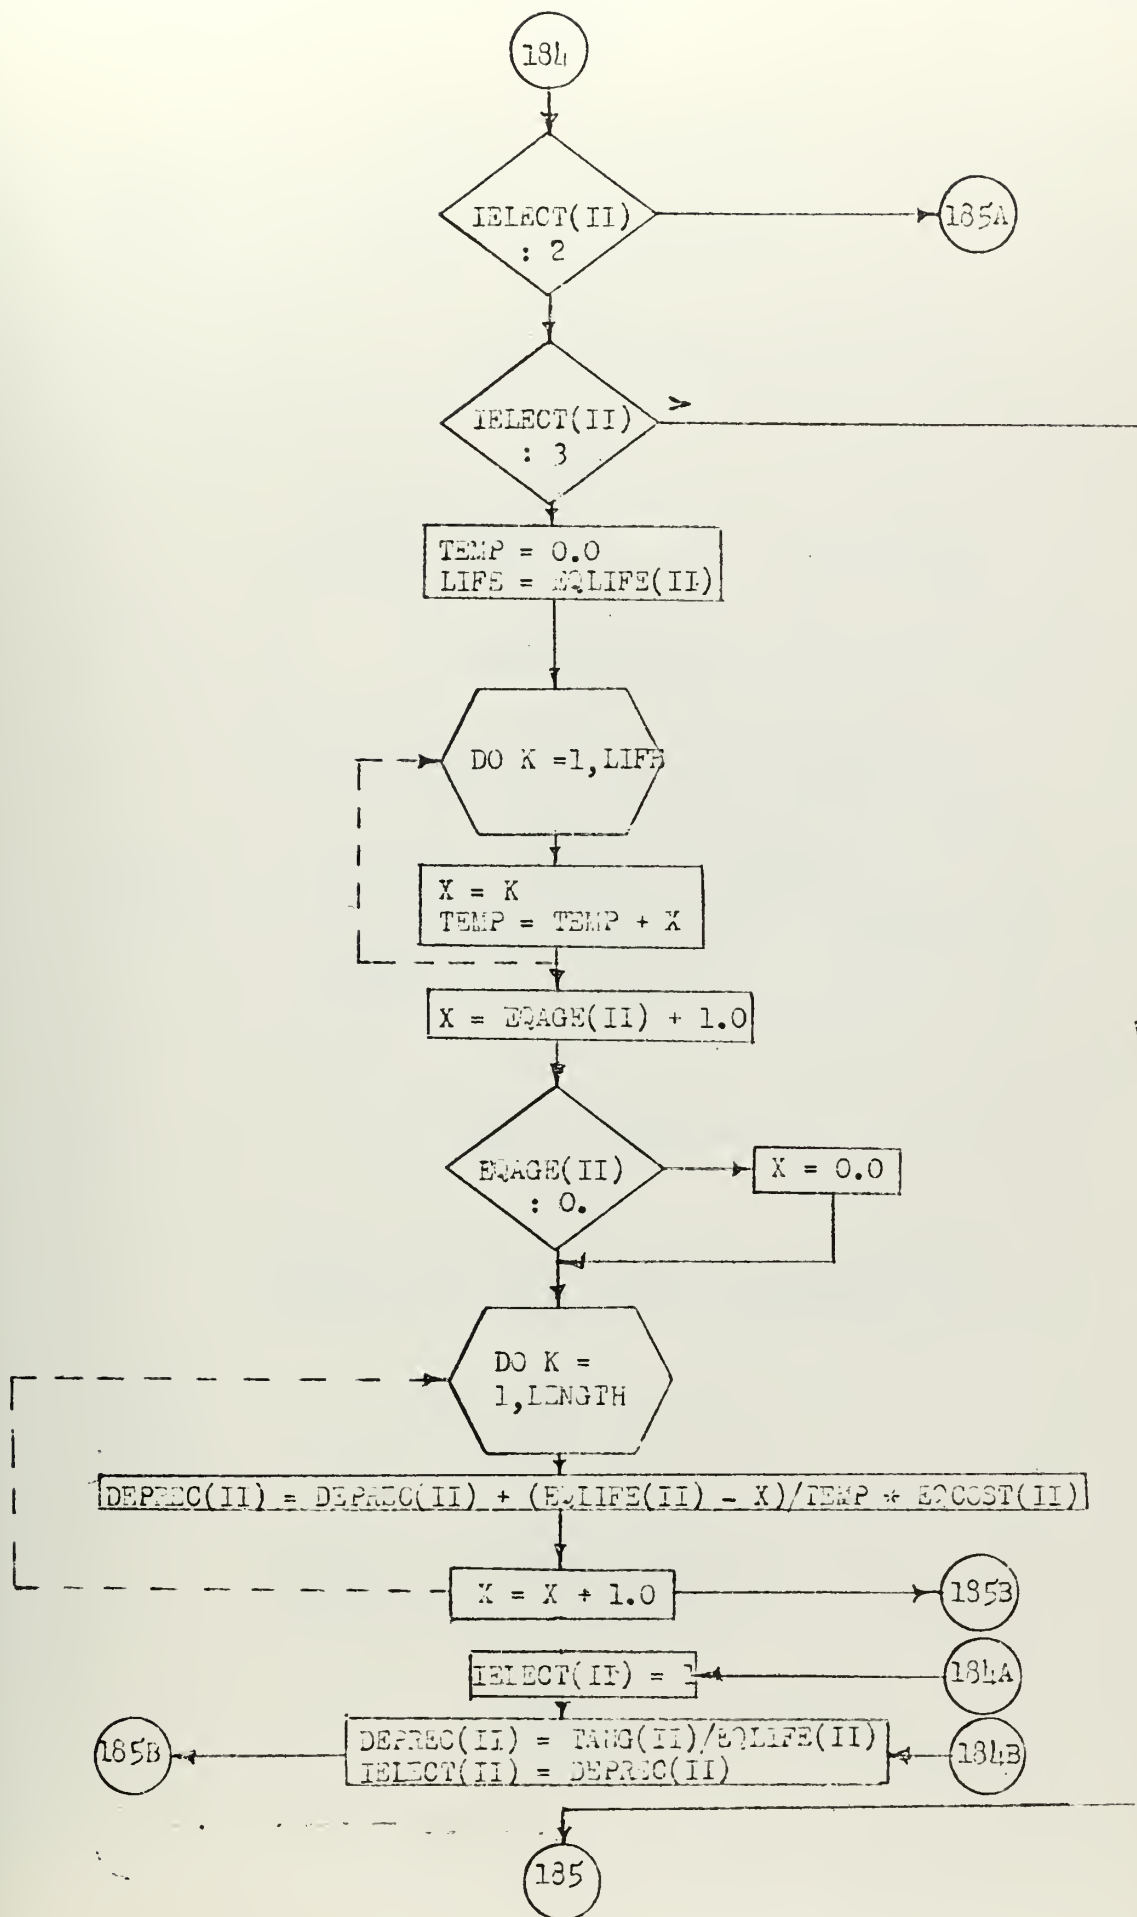 184
IELECT(II)
: 2
185A
IELECT(II)
: 3
>
TEMP = 0.0
LIFE = EQLIFE(II)
DO K =1,LIFE
X = K
TEMP = TEMP + X
X = EQAGE(II) + 1.0
EQAGE(II)
: 0.
X = 0.0
DO K =
1,LENGTH
DEPREC(II) = DEPREC(II) + (EQLIFE(II) - X)/TEMP * EQCOST(II)
X = X + 1.0
185B
IELECT(II) = 1
184A
185B
DEPREC(II) = TANG(II)/EQLIFE(II)
IELECT(II) = DEPREC(II)
184B
185